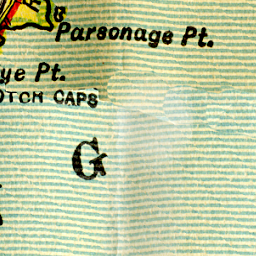 Parsonage Pt.
ye Pt.
OTCH CAPS
G